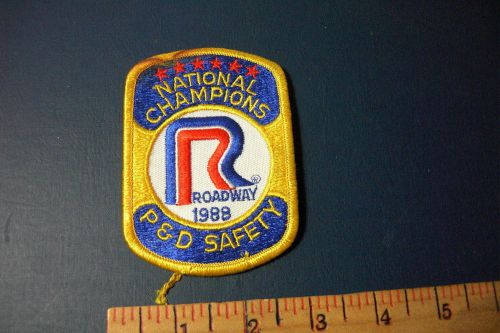 NATIONAL
CHAMPIONS
R
ROADWAY®
1988
P&D SAFETY
1 2 3 4 5